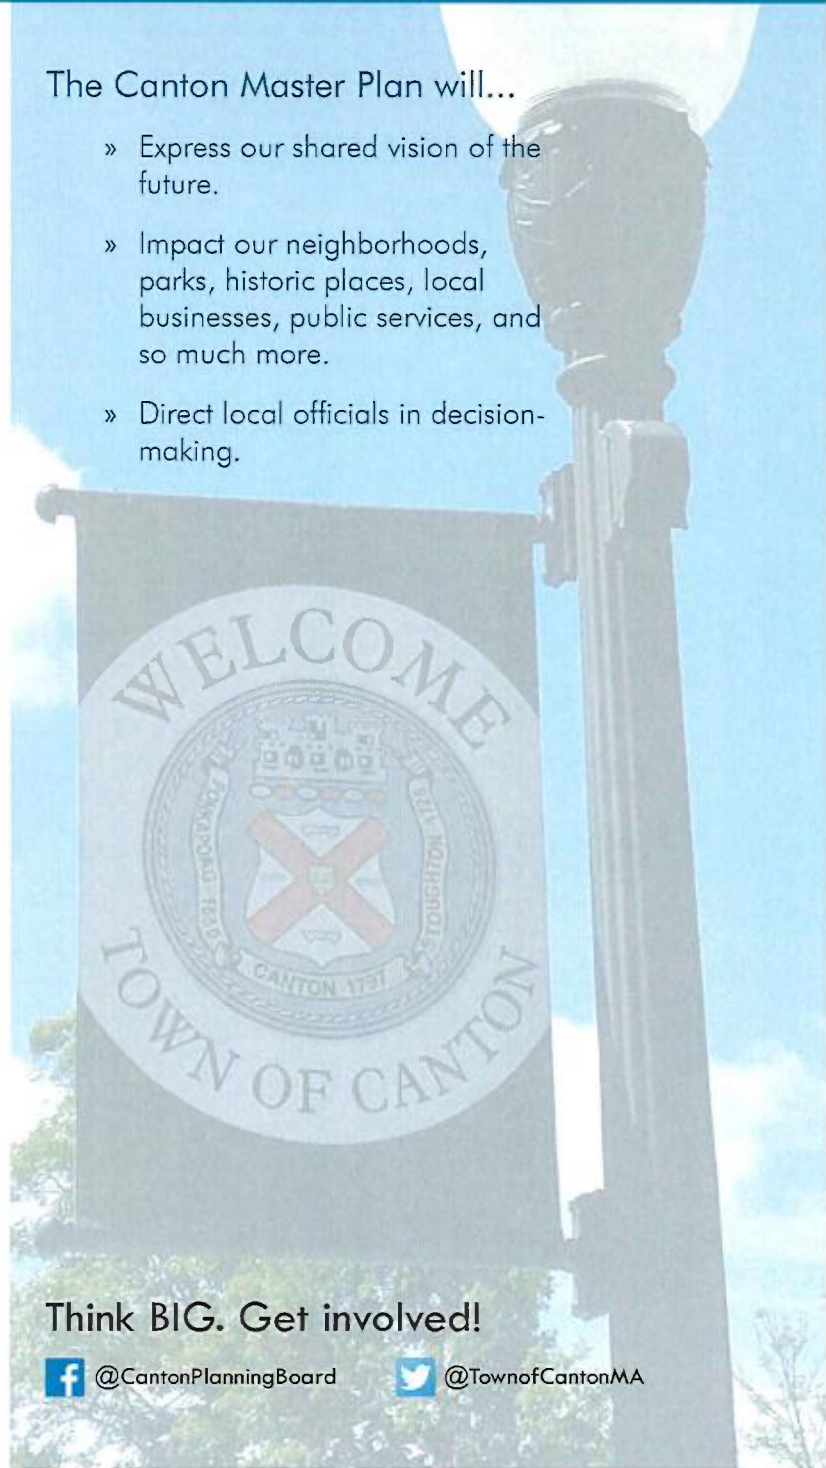 The Canton Master Plan will...
» Express our shared vision of the
future.
» Impact our neighborhoods,
parks, historic places, local
businesses, public services, and
so much more.
» Direct local officials in decision-
making.
WELCOME
PONKAPOAG 1650
STOUGHTON 1726
CANTON 1797
TOWN OF CANTON
Think BIG. Get involved!
@CantonPlanningBoard
@TownofCantonMA